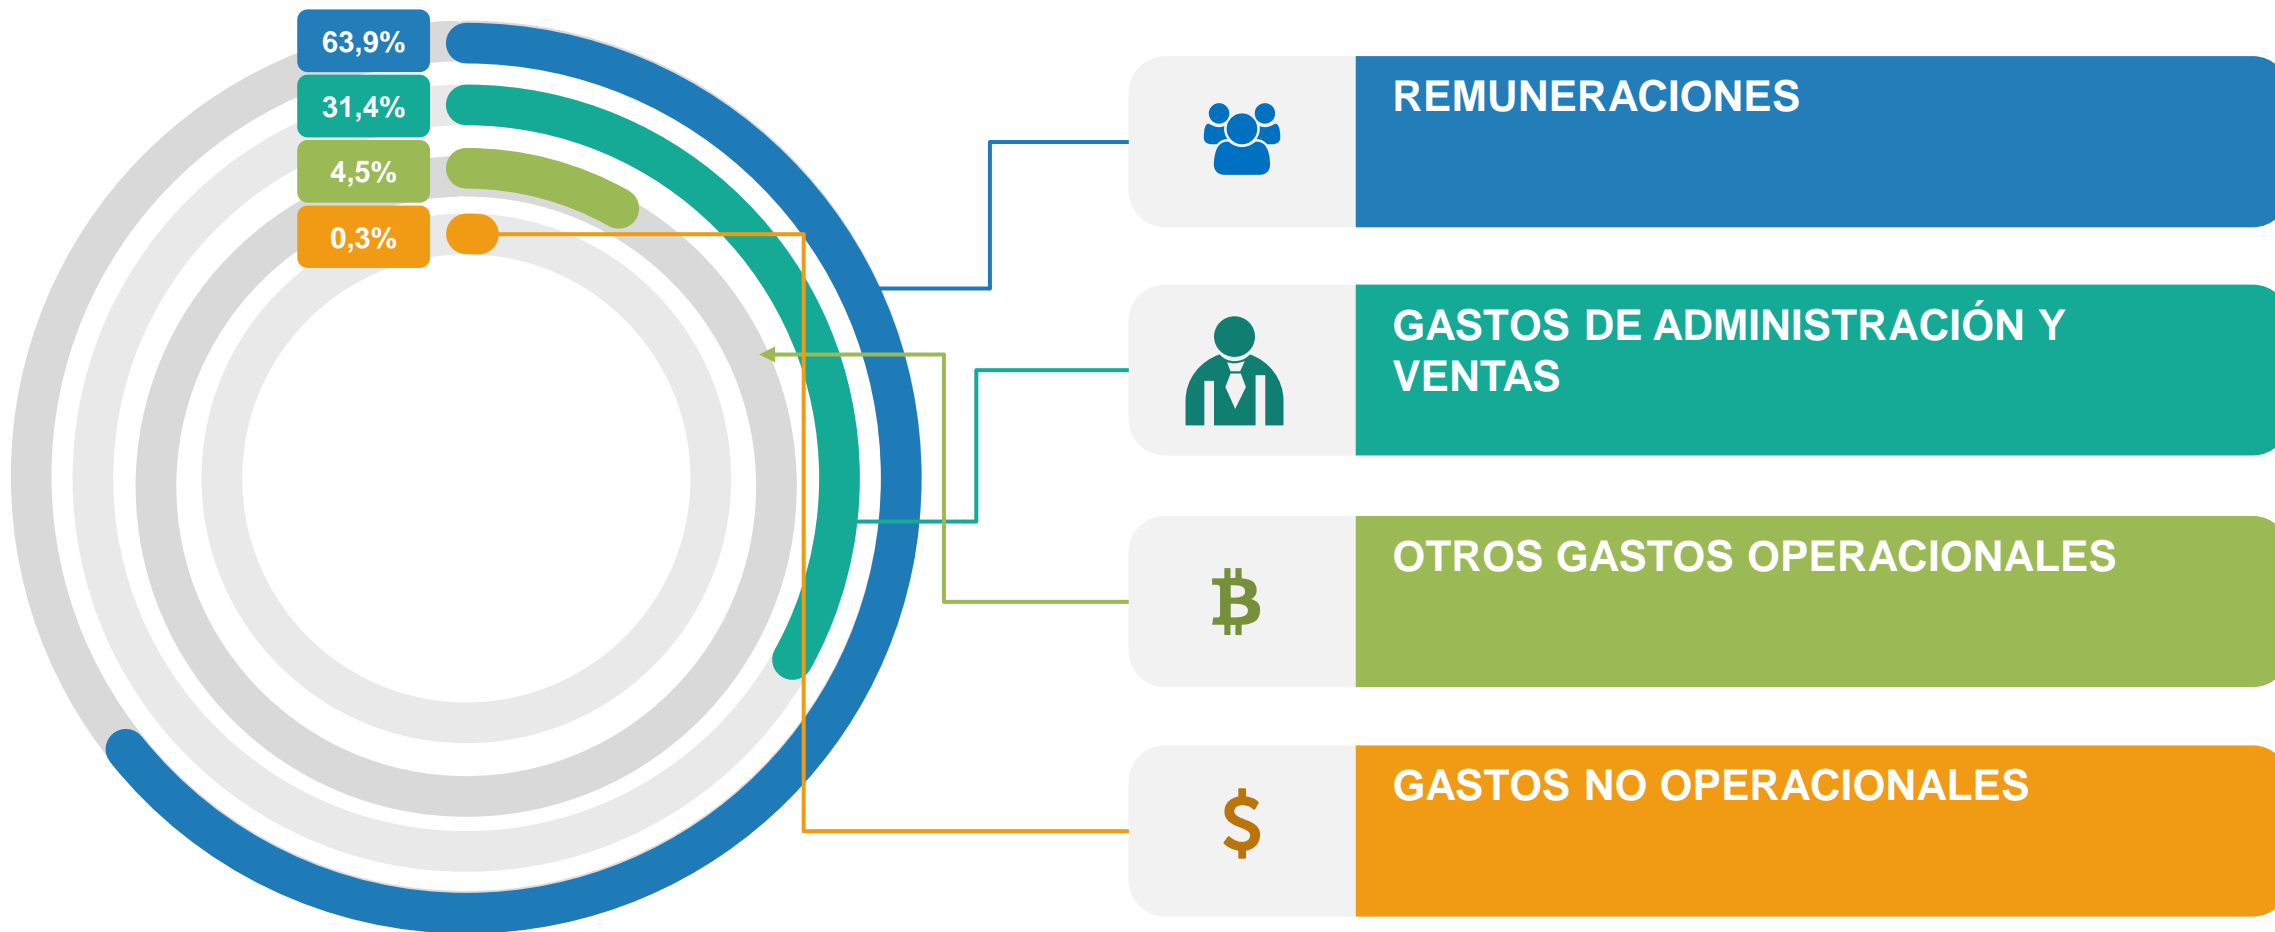 63,9%
31,4%
4,5%
0,3%
REMUNERACIONES
GASTOS DE ADMINISTRACIÓN Y
VENTAS
OTROS GASTOS OPERACIONALES
GASTOS NO OPERACIONALES